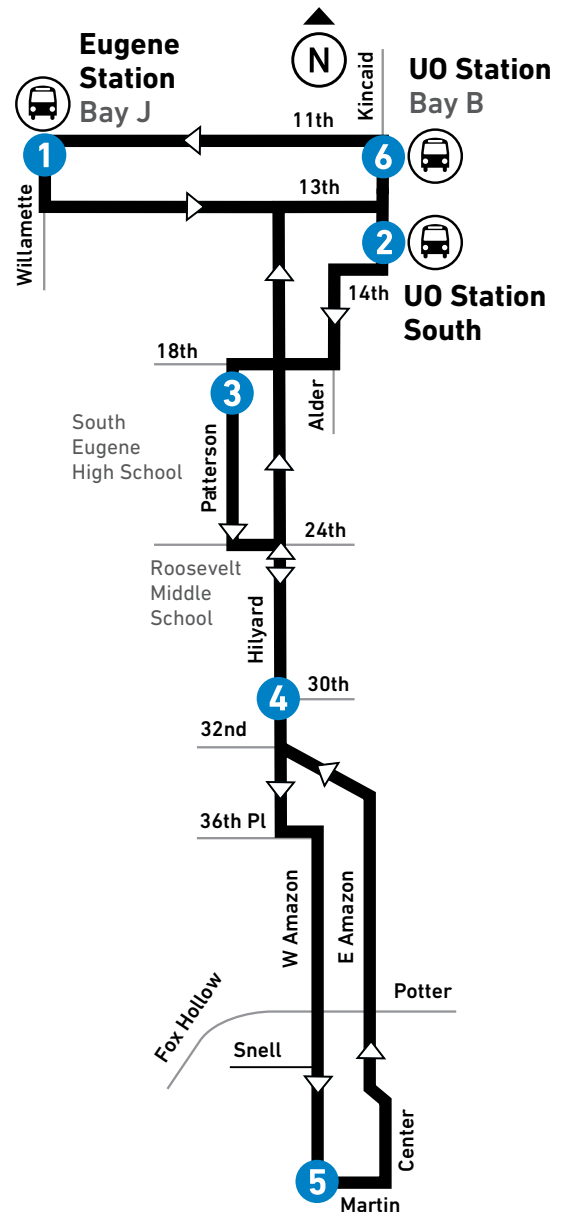 Eugene
Station
Bay J
N
Kincaid
UO Station
Bay B
11th
1
6
13th
Willamette
2
14th
UO Station
South
18th
3
Alder
South
Eugene
High School
Patterson
24th
Roosevelt
Middle
School
Hilyard
4
30th
32nd
36th Pl
W Amazon
E Amazon
Potter
Fox Hollow
Snell
Center
5
Martin